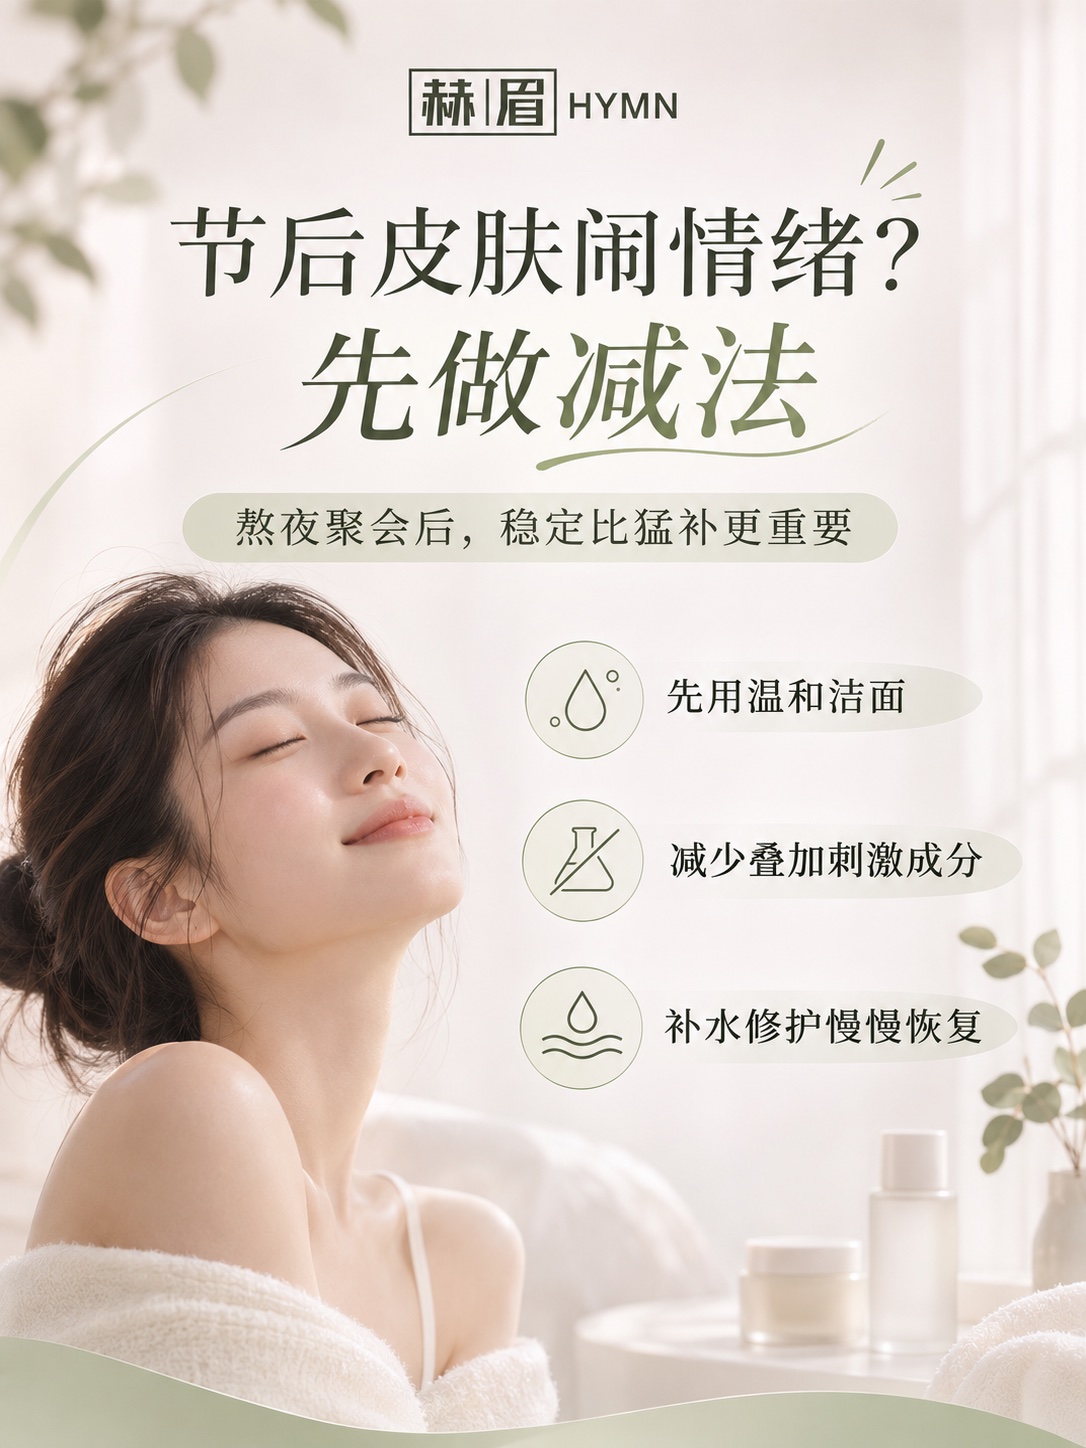 赫|眉 HYMN
节后皮肤闹情绪？
先做减法
熬夜聚会后，稳定比猛补更重要
先用温和洁面
减少叠加刺激成分
补水修护慢慢恢复